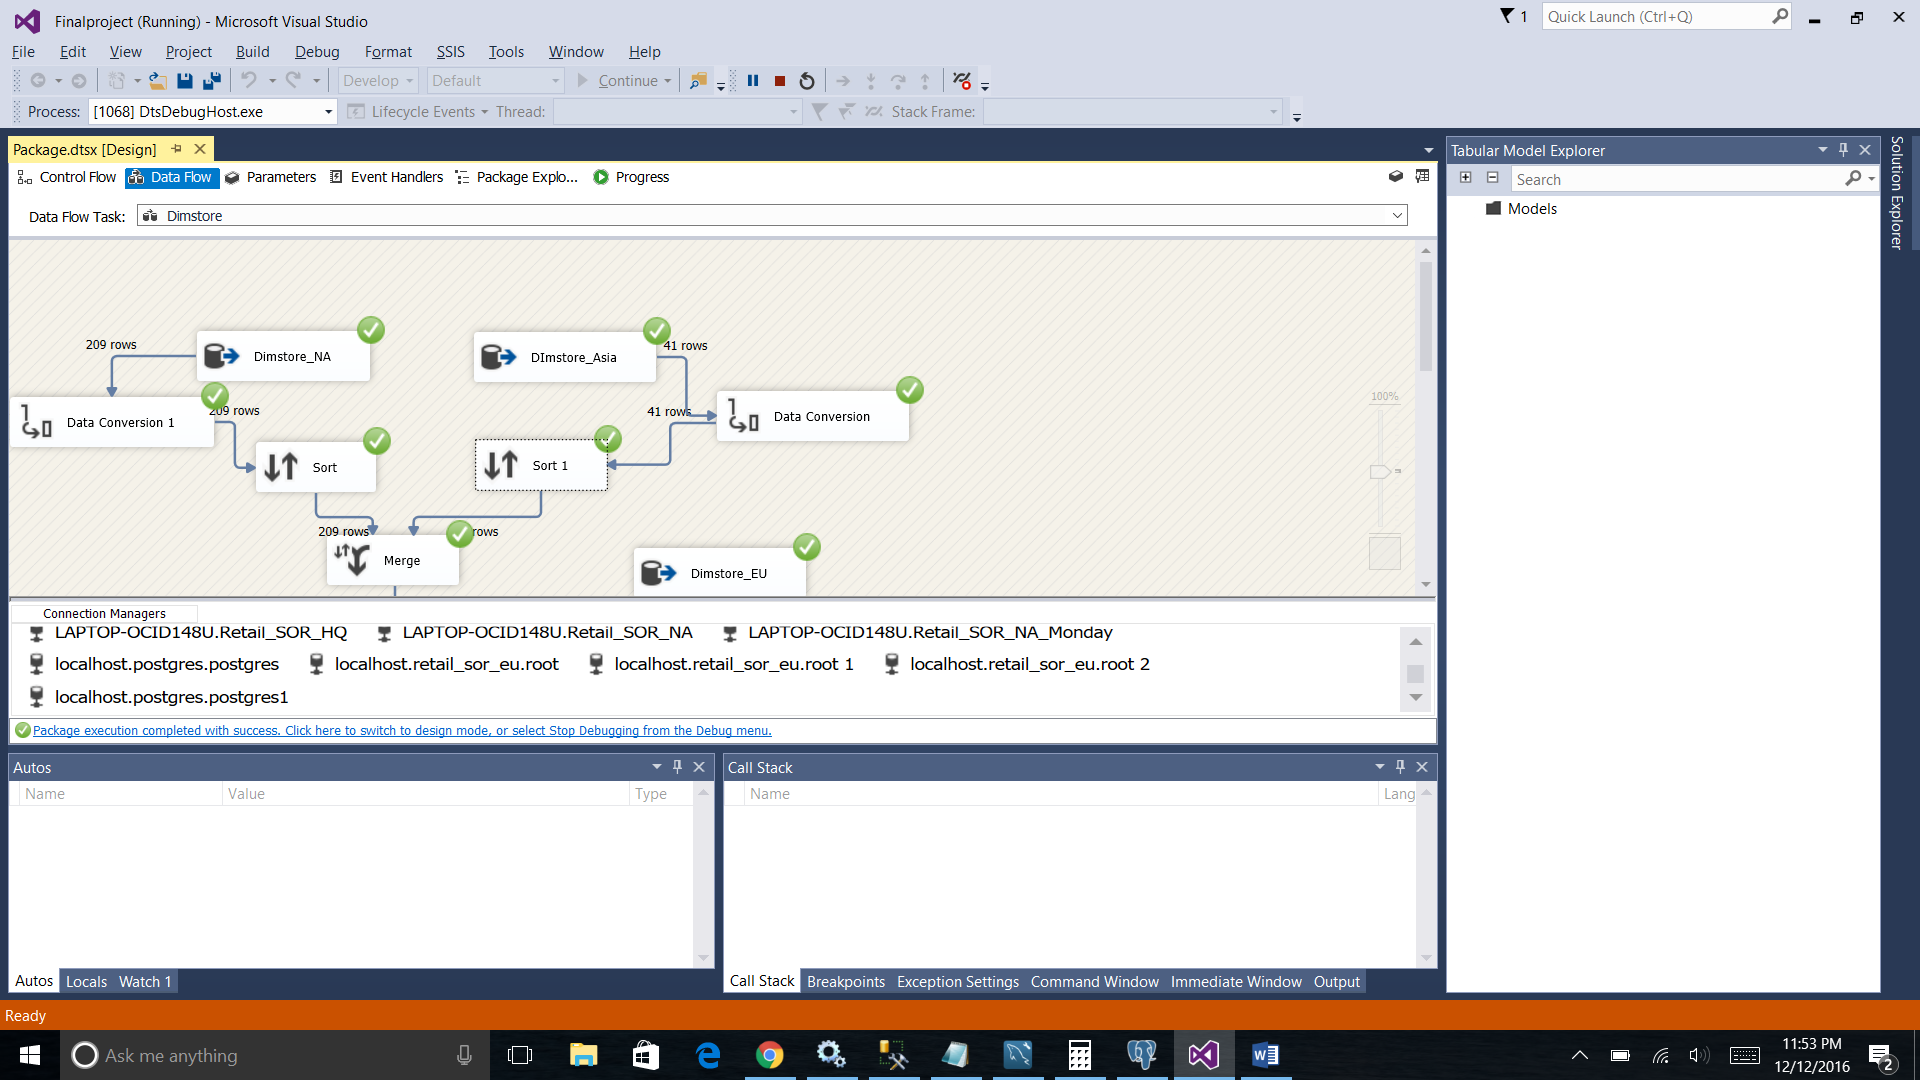 Finalproject (Running) - Microsoft Visual Studio
1
Quick Launch (Ctrl+Q)
File Edit View Project Build Debug Format SSIS Tools Window Help
Develop Default Continue
Process: [1068] DtsDebugHost.exe Lifecycle Events Thread: Stack Frame:
Package.dtsx [Design]
Control Flow Data Flow Parameters Event Handlers Package Explo... Progress
Data Flow Task: Dimstore
209 rows
Dimstore_NA
DImstore_Asia
41 rows
Data Conversion 1
209 rows
41 rows
Data Conversion
Sort
Sort 1
209 rows
rows
Merge
Dimstore_EU
100%
Connection Managers
LAPTOP-OCID148U.Retail_SOR_HQ LAPTOP-OCID148U.Retail_SOR_NA LAPTOP-OCID148U.Retail_SOR_NA_Monday
localhost.postgres.postgres localhost.retail_sor_eu.root localhost.retail_sor_eu.root 1 localhost.retail_sor_eu.root 2
localhost.postgres.postgres1
Package execution completed with success. Click here to switch to design mode, or select Stop Debugging from the Debug menu.
Autos
Name Value Type
Autos Locals Watch 1
Call Stack
Name Lang
Call Stack Breakpoints Exception Settings Command Window Immediate Window Output
Tabular Model Explorer
Search
Models
Solution Explorer
Ready
Ask me anything
11:53 PM
12/12/2016
2